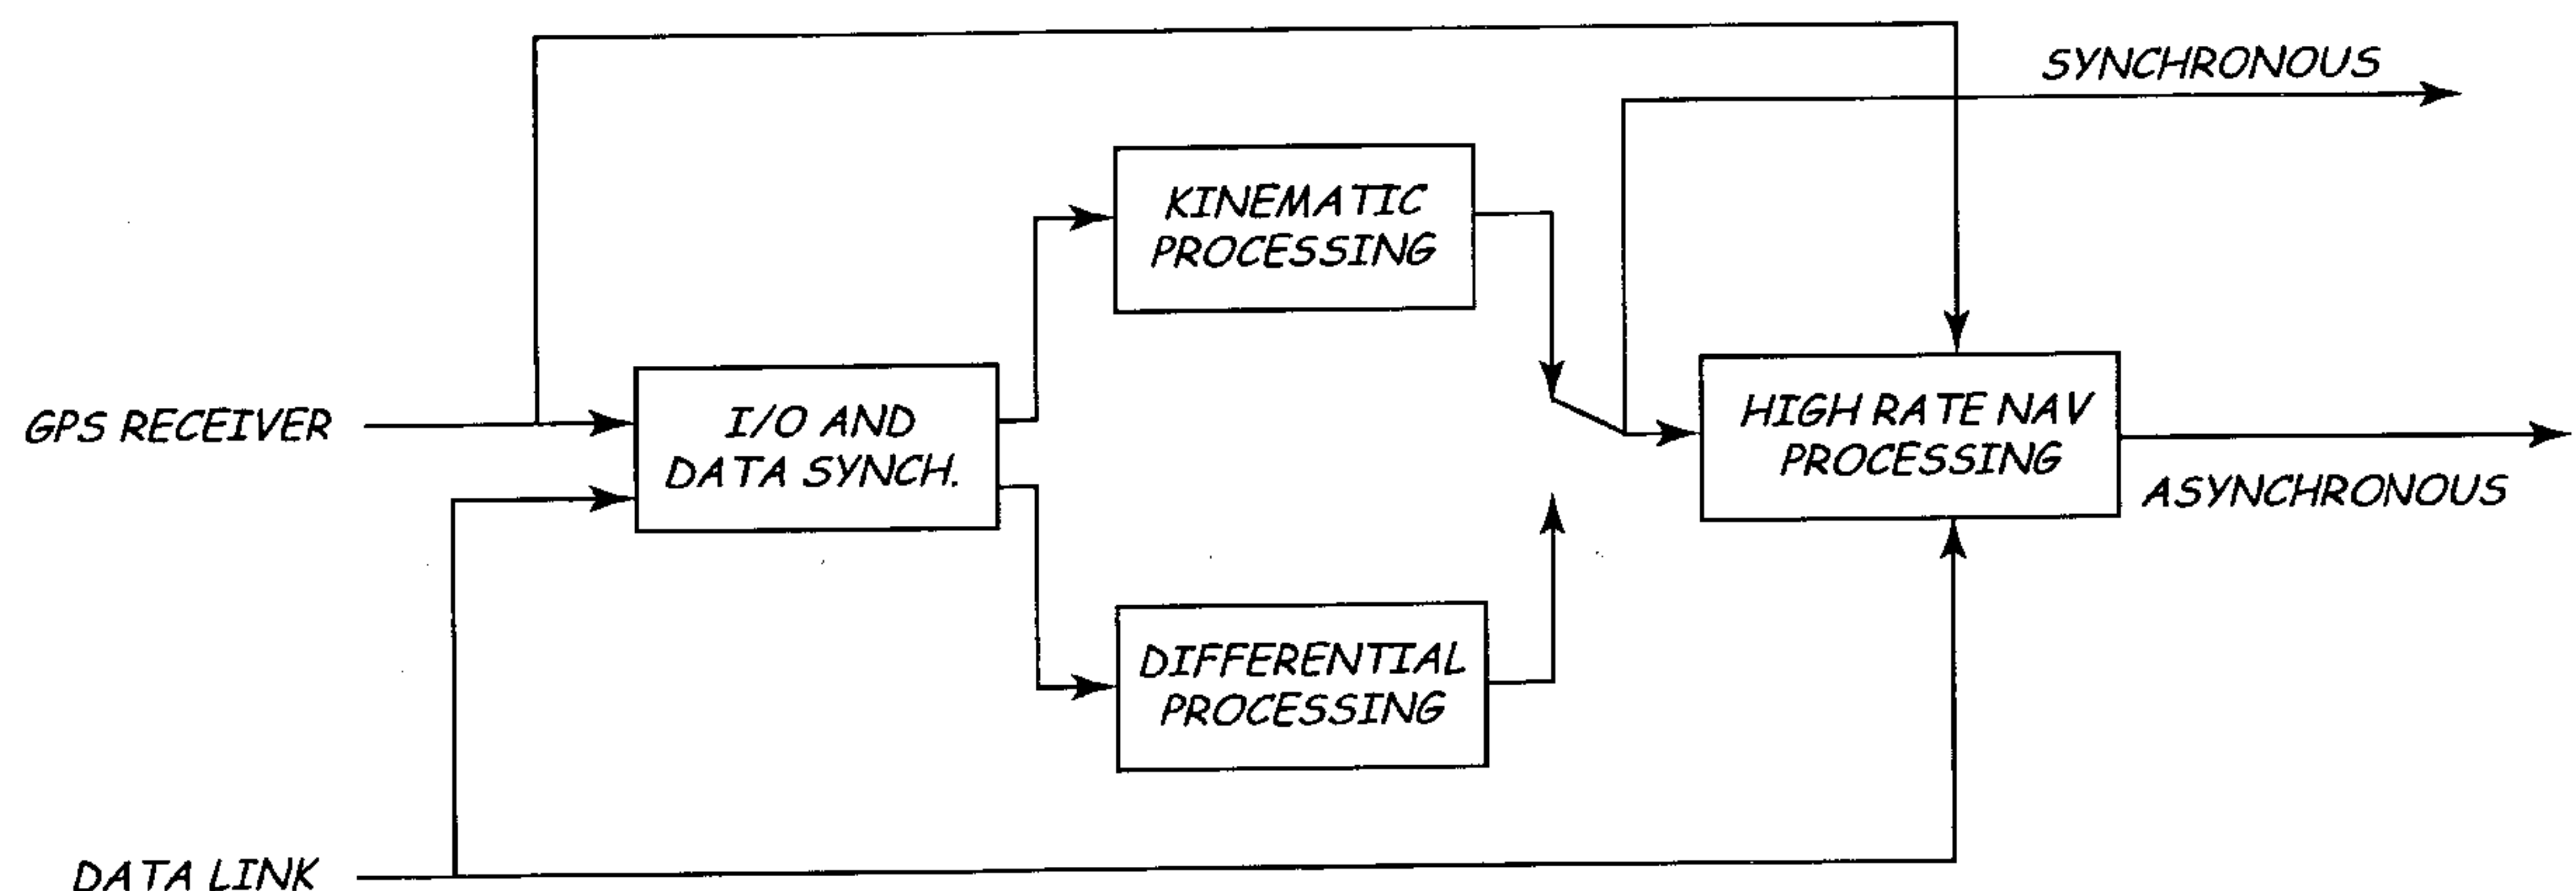 SYNCHRONOUS
KINEMATIC
PROCESSING
GPS RECEIVER
I/O AND
DATA SYNCH.
HIGH RATE NAV
PROCESSING
ASYNCHRONOUS
DIFFERENTIAL
PROCESSING
DATA LINK